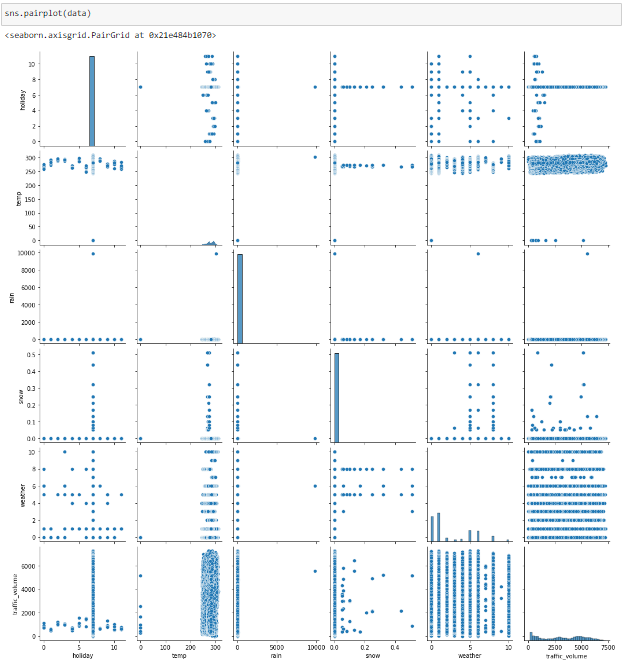 sns.pairplot(data)
<seaborn.axisgrid.PairGrid at 0x21e484b1070>
holiday
10
8
6
4
2
0
temp
300
250
200
150
100
50
0
rain
10000
8000
6000
4000
2000
0
snow
0.5
0.4
0.3
0.2
0.1
0.0
weather
10
8
6
4
2
0
traffic_volume
6000
4000
2000
0
0 5 10
0 100 200 300
0 5000 10000
0.0 0.2 0.4
0 5 10
0 2500 5000 7500
holiday temp rain snow weather traffic_volume